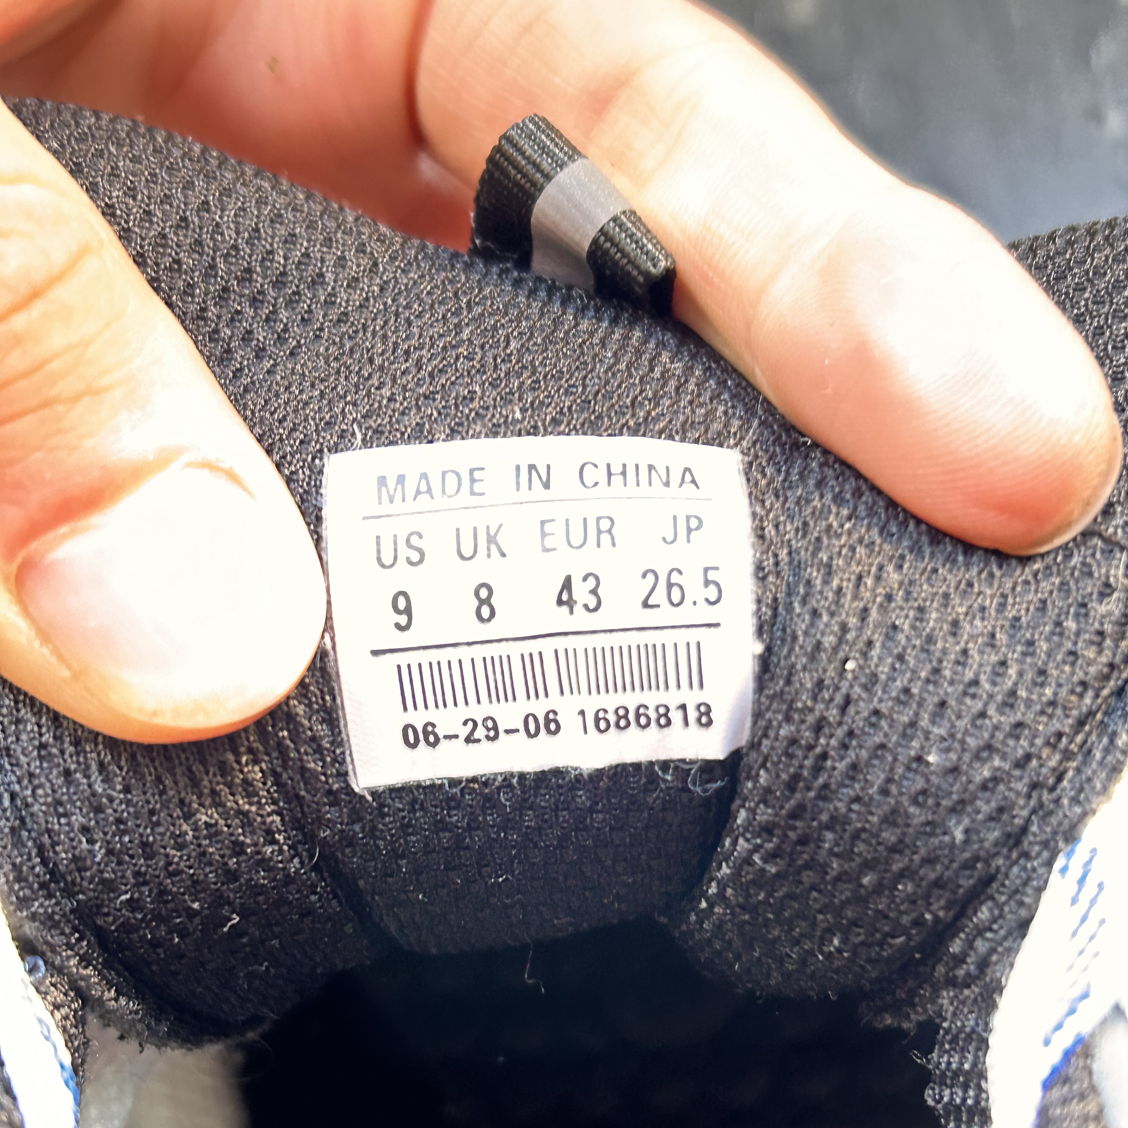 MADE IN CHINA
US UK EUR JP
9 8 43 26.5
06-29-06 1686818